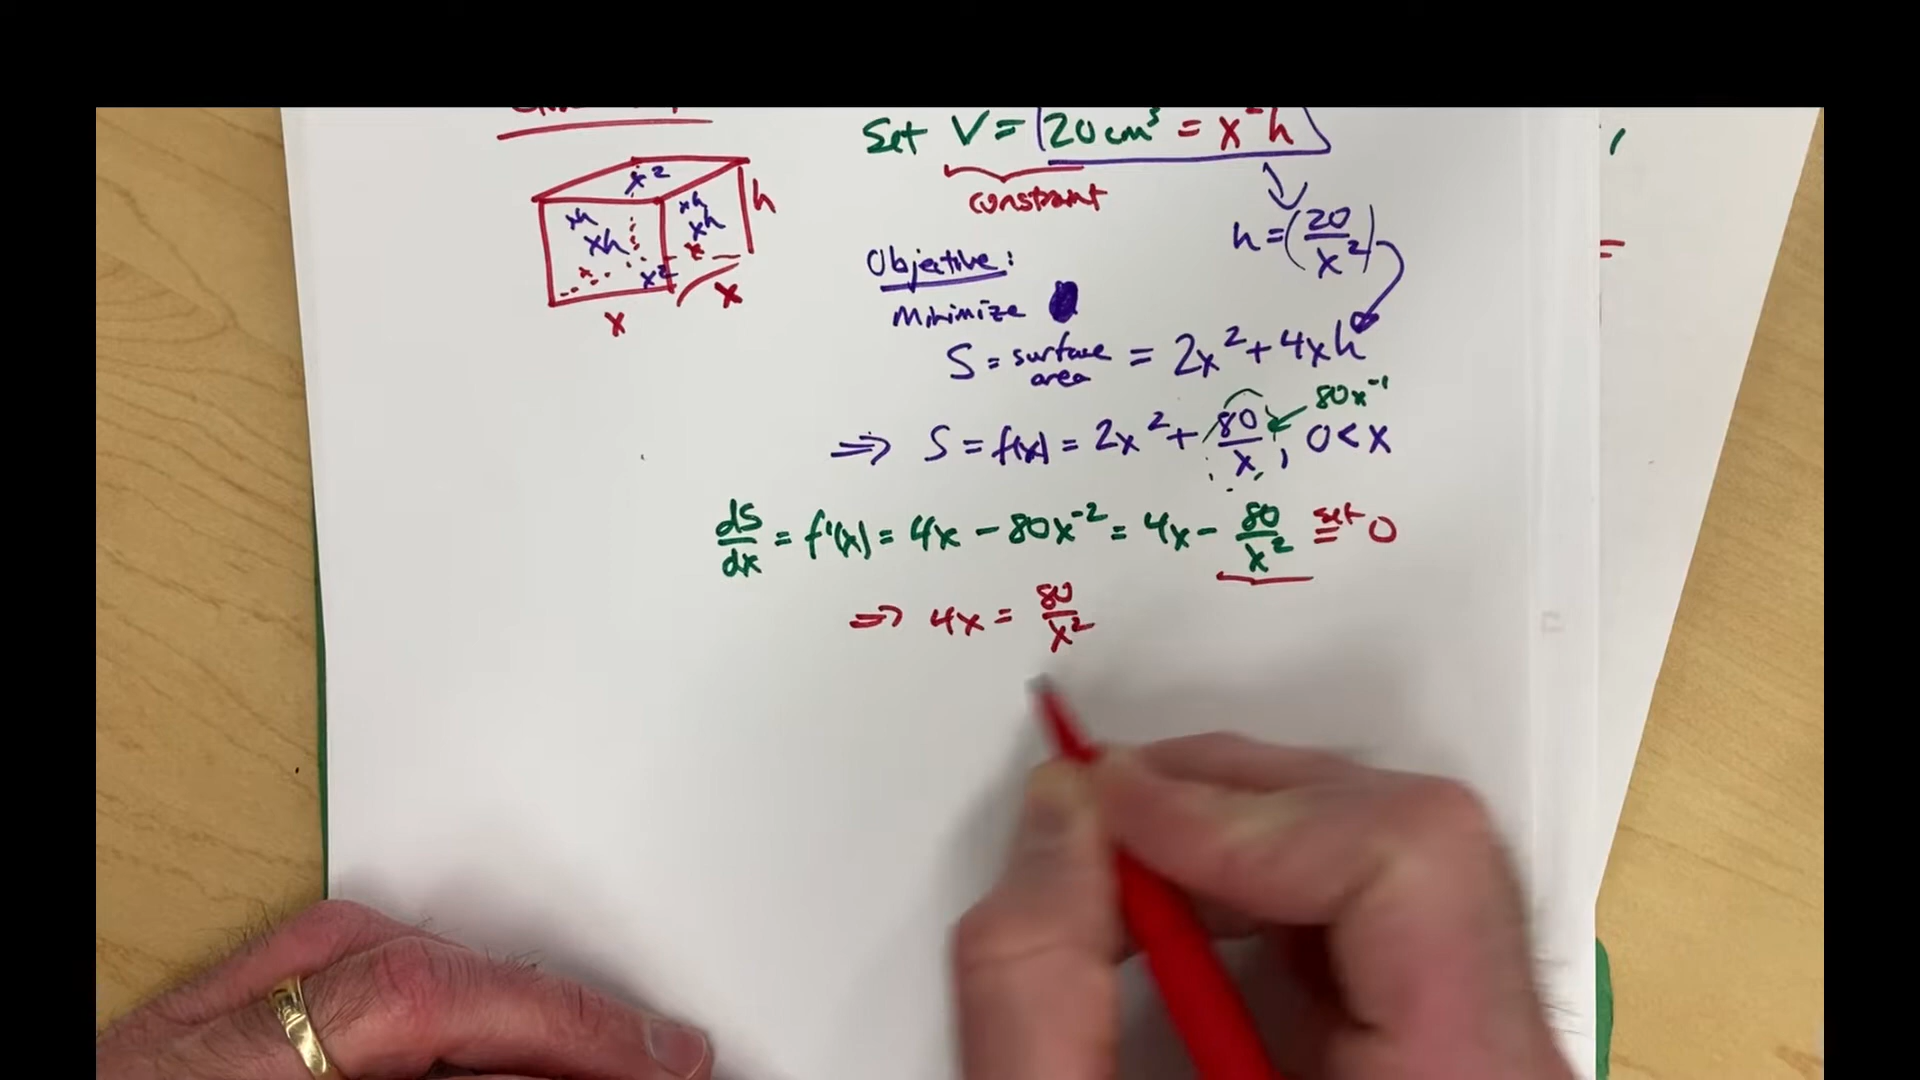 Set V = 20 cm³ = x²h
constraint
h = (20/x²)
Objective:
Minimize
S = surface area = 2x² + 4xh
80x⁻¹
⇒ S = f(x) = 2x² + 80/x , 0 < x
dS/dx = f'(x) = 4x - 80x⁻² = 4x - 80/x² set = 0
⇒ 4x = 80/x²
x²
xh
xh
xh
xh
h
x
x
x²
x
x
=